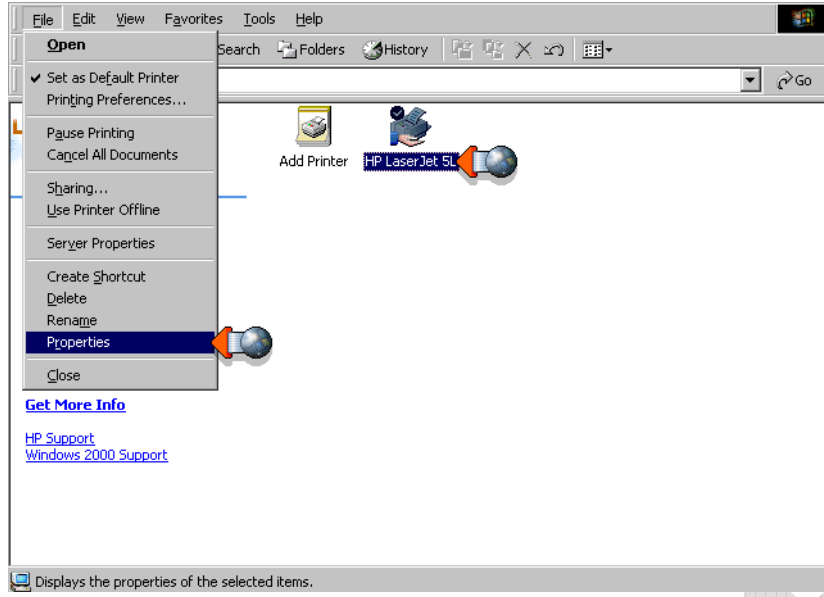 File Edit View Favorites Tools Help
Search Folders History
Go
Open
Set as Default Printer
Printing Preferences...
Pause Printing
Cancel All Documents
Sharing...
Use Printer Offline
Server Properties
Create Shortcut
Delete
Rename
Properties
Close
Add Printer
HP LaserJet 5L
Get More Info
HP Support
Windows 2000 Support
Displays the properties of the selected items.